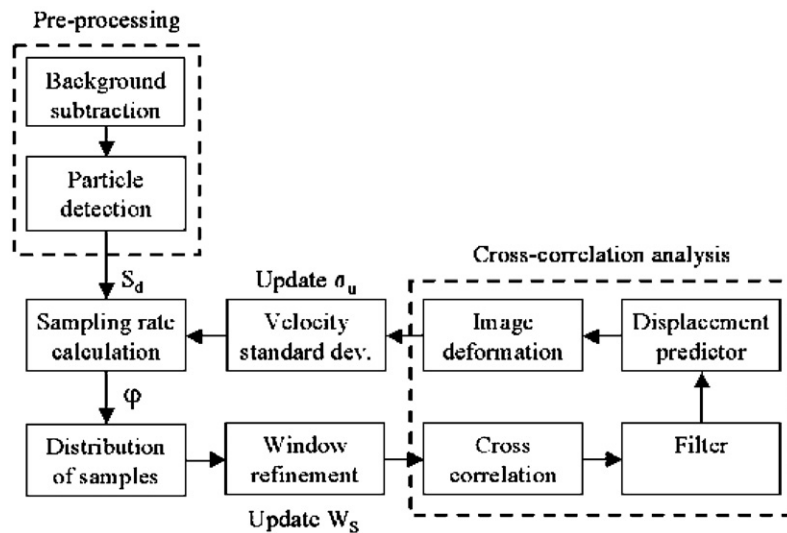 Pre-processing
Background
subtraction
Particle
detection
S_d
Update σ_u
Cross-correlation analysis
Sampling rate
calculation
Velocity
standard dev.
Image
deformation
Displacement
predictor
φ
Distribution
of samples
Window
refinement
Cross
correlation
Filter
Update W_S